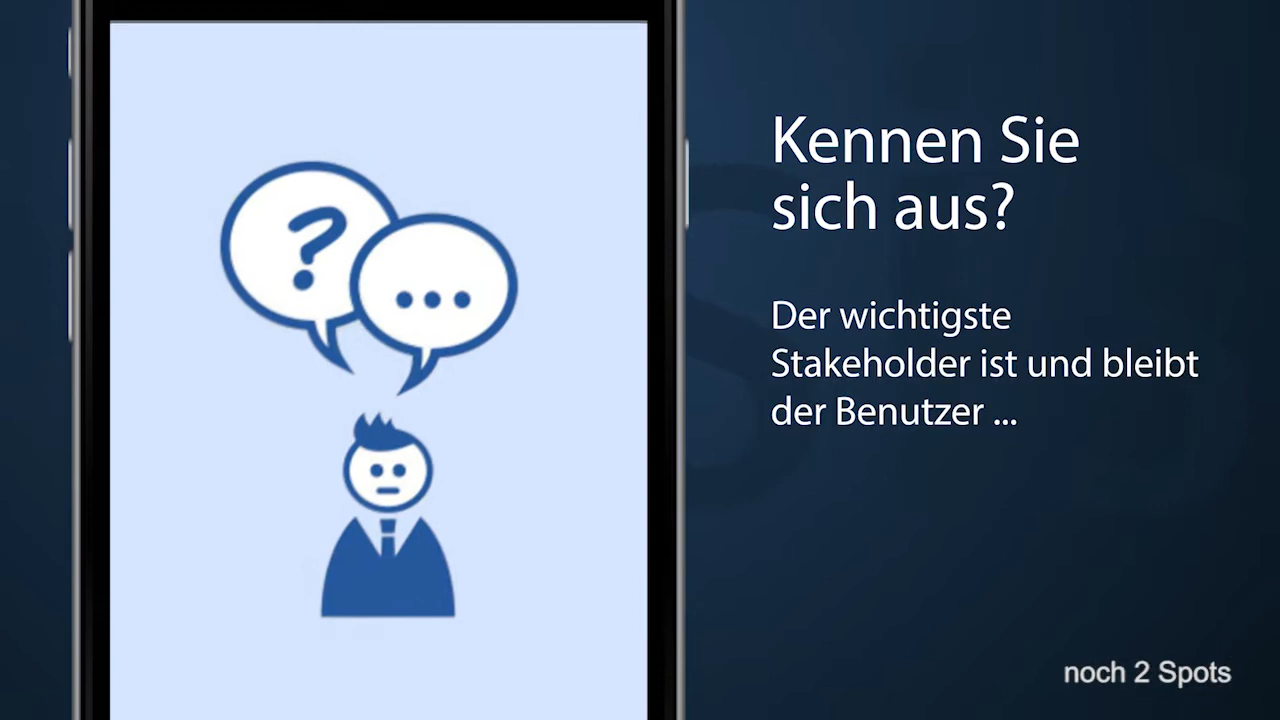 ?
...
Kennen Sie
sich aus?
Der wichtigste
Stakeholder ist und bleibt
der Benutzer ...
noch 2 Spots